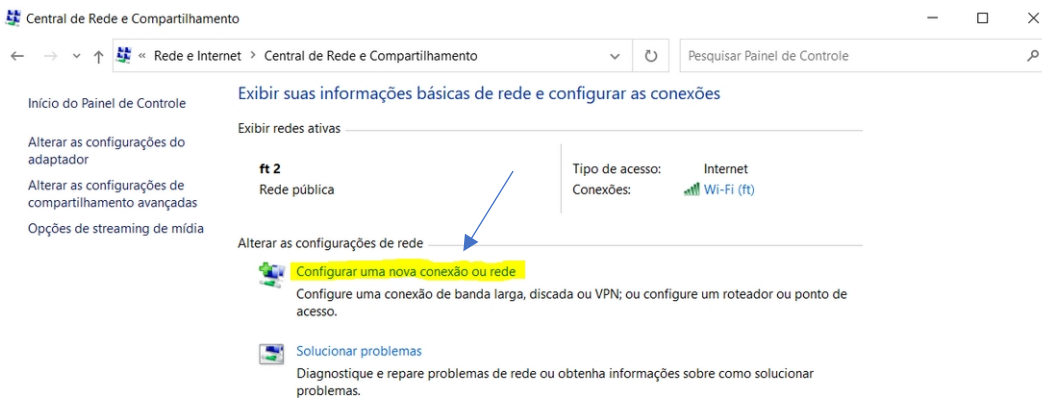 Central de Rede e Compartilhamento
« Rede e Internet > Central de Rede e Compartilhamento
Pesquisar Painel de Controle
Início do Painel de Controle
Alterar as configurações do
adaptador
Alterar as configurações de
compartilhamento avançadas
Opções de streaming de mídia
Exibir suas informações básicas de rede e configurar as conexões
Exibir redes ativas
ft 2
Rede pública
Tipo de acesso: Internet
Conexões: Wi-Fi (ft)
Alterar as configurações de rede
Configurar uma nova conexão ou rede
Configure uma conexão de banda larga, discada ou VPN; ou configure um roteador ou ponto de
acesso.
Solucionar problemas
Diagnostique e repare problemas de rede ou obtenha informações sobre como solucionar
problemas.